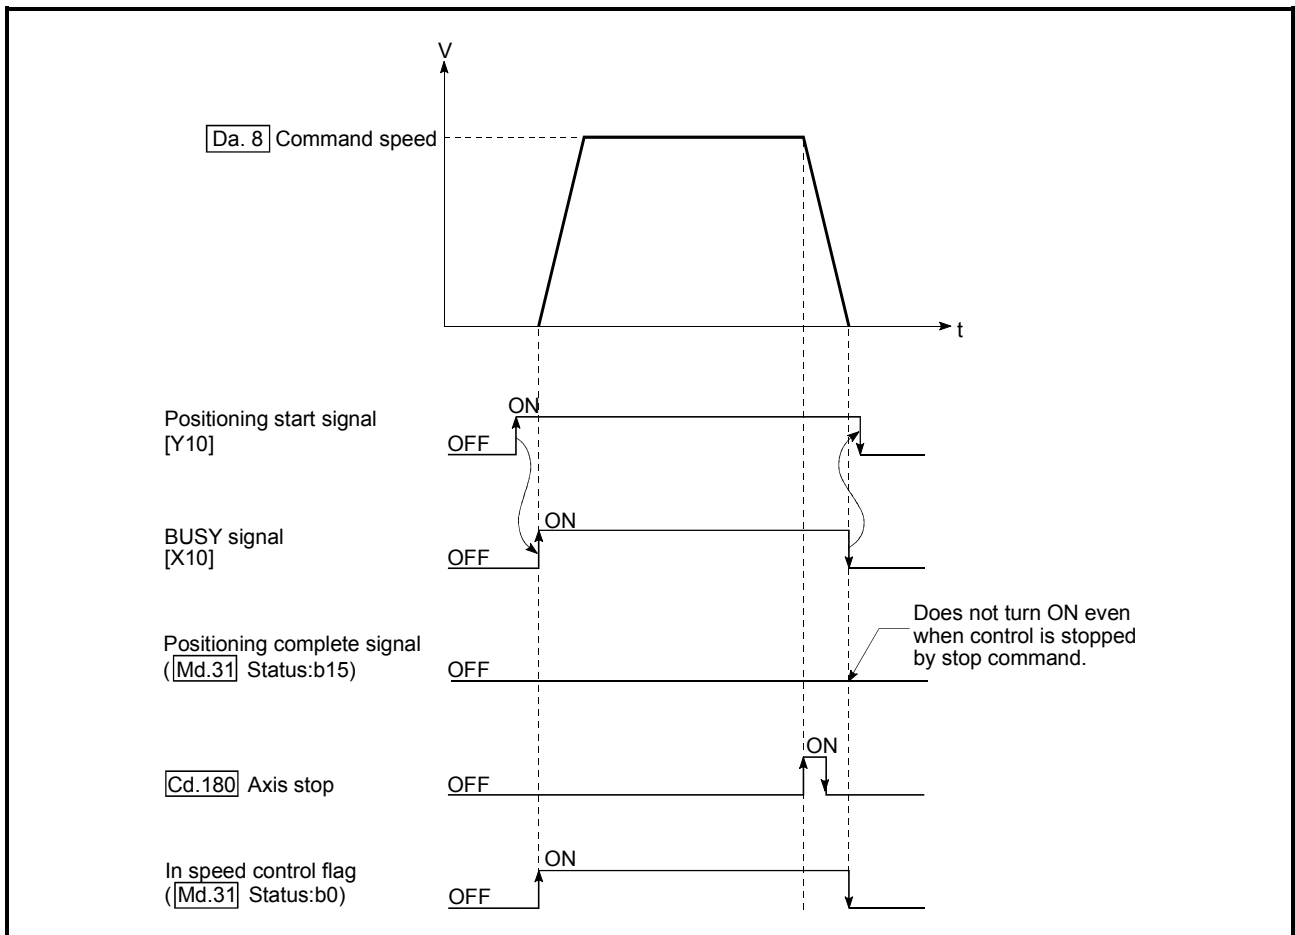 V
Da. 8 Command speed
t
Positioning start signal
[Y10]
OFF
ON
BUSY signal
[X10]
OFF
ON
Positioning complete signal
( Md.31 Status:b15)
OFF
Does not turn ON even
when control is stopped
by stop command.
Cd.180 Axis stop
OFF
ON
In speed control flag
( Md.31 Status:b0)
OFF
ON